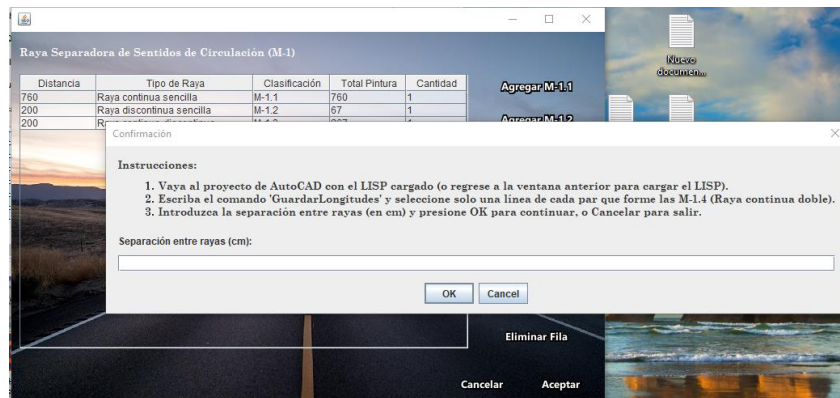 Raya Separadora de Sentidos de Circulación (M-1)
Nuevo
documen...
Distancia Tipo de Raya Clasificación Total Pintura Cantidad
Agregar M-1.1
760 Raya continua sencilla M-1.1 760 1
200 Raya discontinua sencilla M-1.2 67 1
Agregar M-1.2
200
Confirmación
Instrucciones:
1. Vaya al proyecto de AutoCAD con el LISP cargado (o regrese a la ventana anterior para cargar el LISP).
2. Escriba el comando 'GuardarLongitudes' y seleccione solo una línea de cada par que forme las M-1.4 (Raya continua doble).
3. Introduzca la separación entre rayas (en cm) y presione OK para continuar, o Cancelar para salir.
Separación entre rayas (cm):
OK Cancel
Eliminar Fila
Cancelar Aceptar